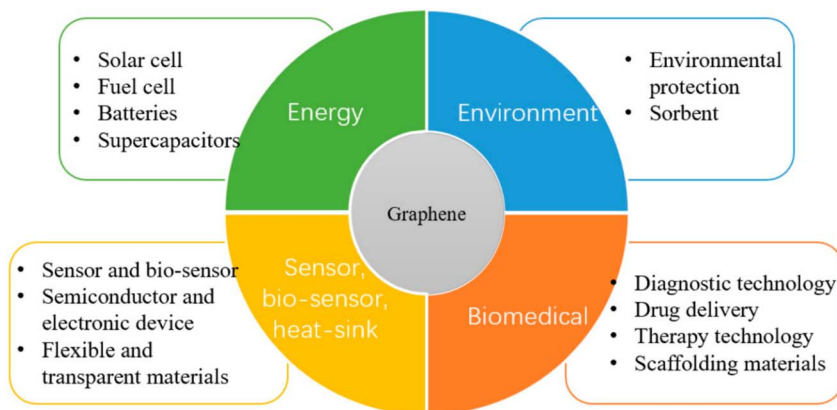 • Solar cell
• Fuel cell
• Batteries
• Supercapacitors
Energy
Environment
• Environmental
protection
• Sorbent
Graphene
• Sensor and bio-sensor
• Semiconductor and
electronic device
• Flexible and
transparent materials
Sensor,
bio-sensor,
heat-sink
Biomedical
• Diagnostic technology
• Drug delivery
• Therapy technology
• Scaffolding materials